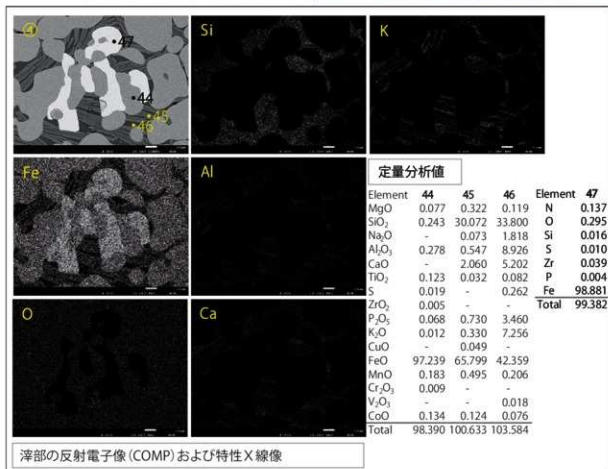 ④
47
44
45
46
Si
K
Fe
Al
O
Ca
定量分析値
Element 44 45 46
MgO 0.077 0.322 0.119
SiO₂ 0.243 30.072 33.800
Na₂O - 0.073 1.818
Al₂O₃ 0.278 0.547 8.926
CaO - 2.060 5.202
TiO₂ 0.123 0.032 0.082
S 0.019 - 0.262
ZrO₂ 0.005 - -
P₂O₅ 0.068 0.730 3.460
K₂O 0.012 0.330 7.256
CuO - 0.049 -
FeO 97.239 65.799 42.359
MnO 0.183 0.495 0.206
Cr₂O₃ 0.009 - -
V₂O₃ - - 0.018
CoO 0.134 0.124 0.076
Total 98.390 100.633 103.584
Element 47
N 0.137
O 0.295
Si 0.016
S 0.010
Zr 0.039
P 0.004
Fe 98.881
Total 99.382
滓部の反射電子像(COMP)および特性X線像